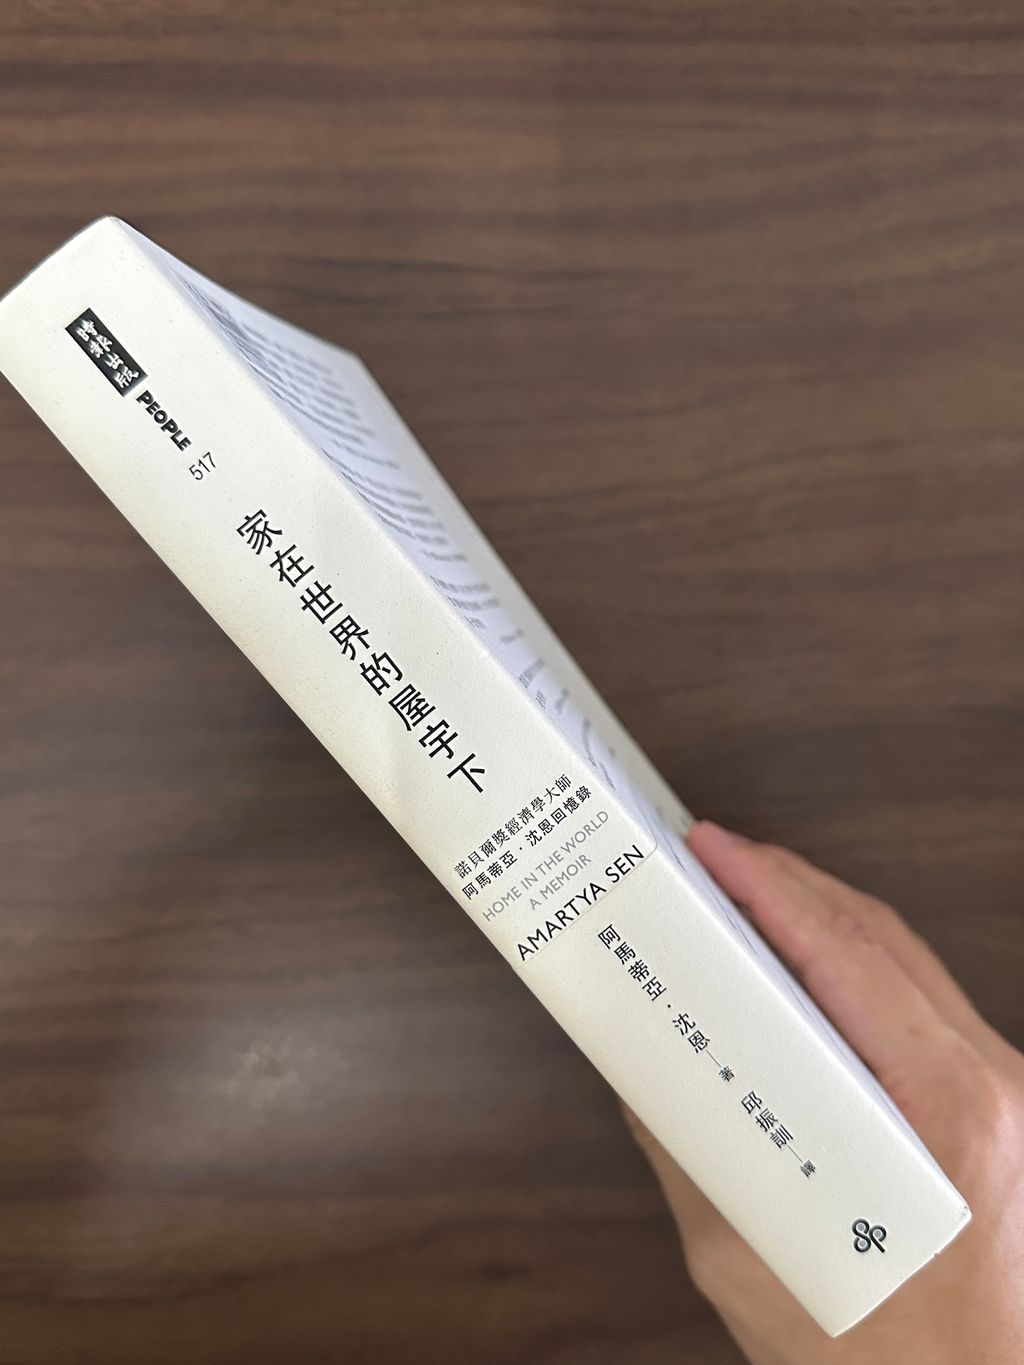 時報出版
PEOPLE
517
家在世界的屋宇下
諾貝爾獎經濟學大師
阿馬蒂亞・沈恩回憶錄
HOME IN THE WORLD
A MEMOIR
AMARTYA SEN
阿馬蒂亞・沈恩—著
邱振訓—譯